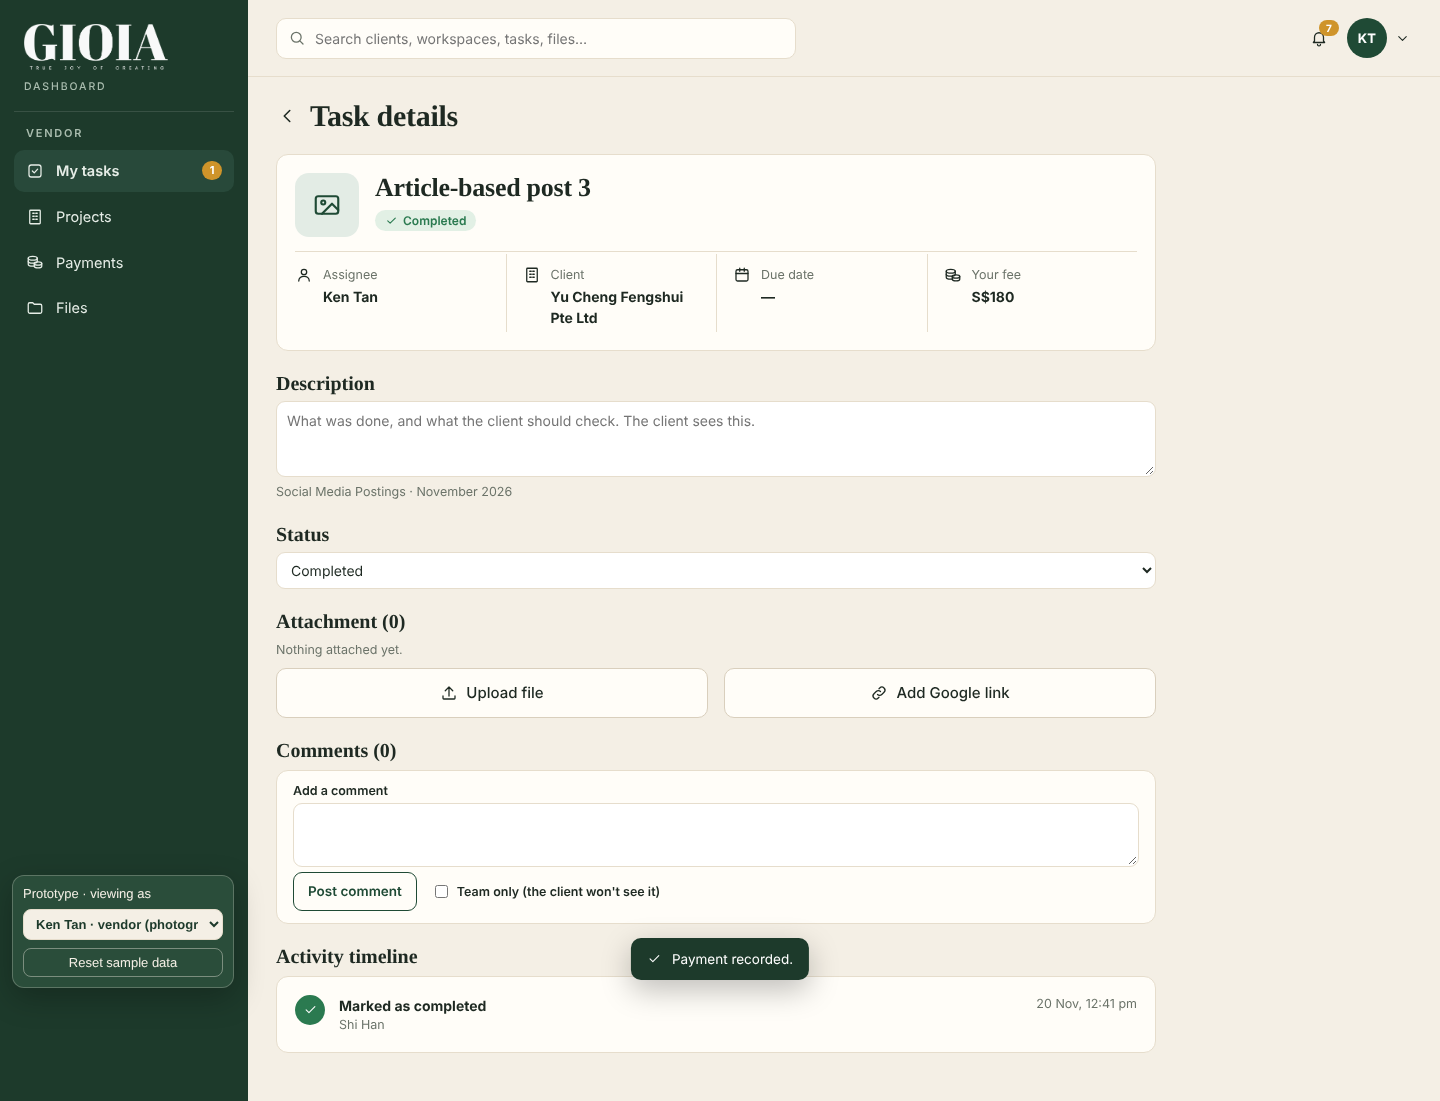 GIOIA
TRUE JOY OF CREATING
DASHBOARD
VENDOR
My tasks
1
Projects
Payments
Files
Prototype · viewing as
Ken Tan · vendor (photogr
Reset sample data
Search clients, workspaces, tasks, files...
7
KT
Task details
Article-based post 3
Completed
Assignee
Ken Tan
Client
Yu Cheng Fengshui
Pte Ltd
Due date
—
Your fee
S$180
Description
What was done, and what the client should check. The client sees this.
Social Media Postings · November 2026
Status
Completed
Attachment (0)
Nothing attached yet.
Upload file
Add Google link
Comments (0)
Add a comment
Post comment
Team only (the client won't see it)
Activity timeline
Payment recorded.
Marked as completed
20 Nov, 12:41 pm
Shi Han